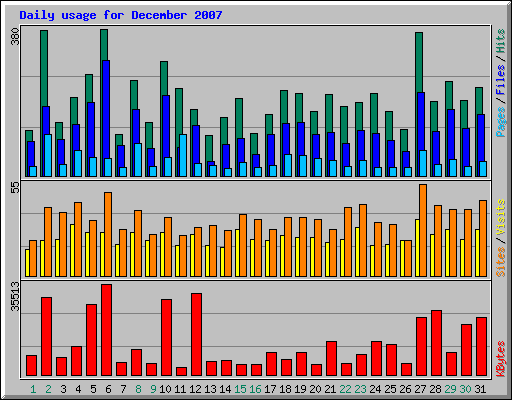 Daily usage for December 2007
380
Pages / Files / Hits
55
Sites / Visits
35513
KBytes
1 2 3 4 5 6 7 8 9 10 11 12 13 14 15 16 17 18 19 20 21 22 23 24 25 26 27 28 29 30 31